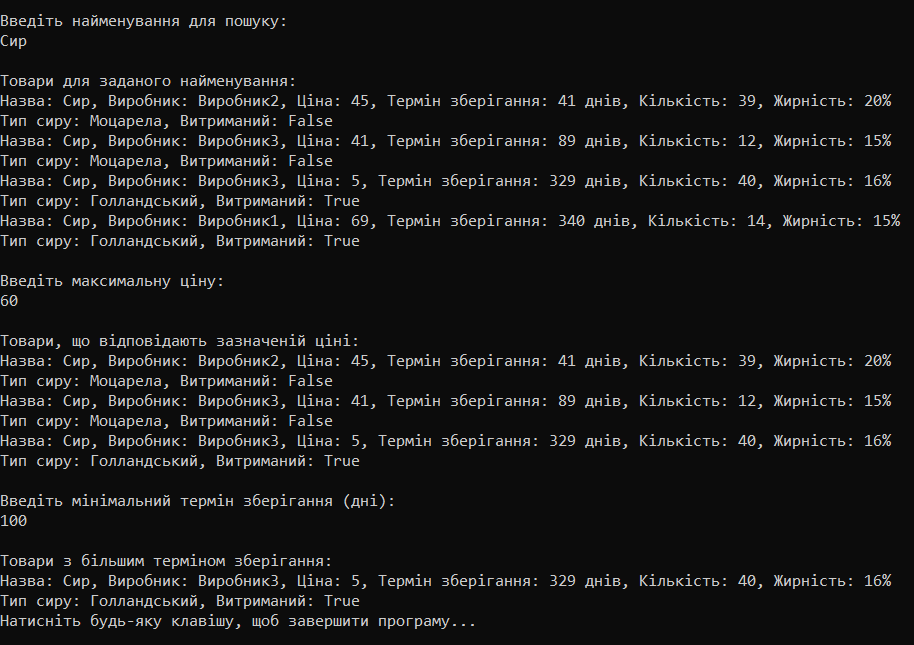 Введіть найменування для пошуку:
Сир
Товари для заданого найменування:
Назва: Сир, Виробник: Виробник2, Ціна: 45, Термін зберігання: 41 днів, Кількість: 39, Жирність: 20%
Тип сиру: Моцарела, Витриманий: False
Назва: Сир, Виробник: Виробник3, Ціна: 41, Термін зберігання: 89 днів, Кількість: 12, Жирність: 15%
Тип сиру: Моцарела, Витриманий: False
Назва: Сир, Виробник: Виробник3, Ціна: 5, Термін зберігання: 329 днів, Кількість: 40, Жирність: 16%
Тип сиру: Голландський, Витриманий: True
Назва: Сир, Виробник: Виробник1, Ціна: 69, Термін зберігання: 340 днів, Кількість: 14, Жирність: 15%
Тип сиру: Голландський, Витриманий: True
Введіть максимальну ціну:
60
Товари, що відповідають зазначеній ціні:
Назва: Сир, Виробник: Виробник2, Ціна: 45, Термін зберігання: 41 днів, Кількість: 39, Жирність: 20%
Тип сиру: Моцарела, Витриманий: False
Назва: Сир, Виробник: Виробник3, Ціна: 41, Термін зберігання: 89 днів, Кількість: 12, Жирність: 15%
Тип сиру: Моцарела, Витриманий: False
Назва: Сир, Виробник: Виробник3, Ціна: 5, Термін зберігання: 329 днів, Кількість: 40, Жирність: 16%
Тип сиру: Голландський, Витриманий: True
Введіть мінімальний термін зберігання (дні):
100
Товари з більшим терміном зберігання:
Назва: Сир, Виробник: Виробник3, Ціна: 5, Термін зберігання: 329 днів, Кількість: 40, Жирність: 16%
Тип сиру: Голландський, Витриманий: True
Натисніть будь-яку клавішу, щоб завершити програму...